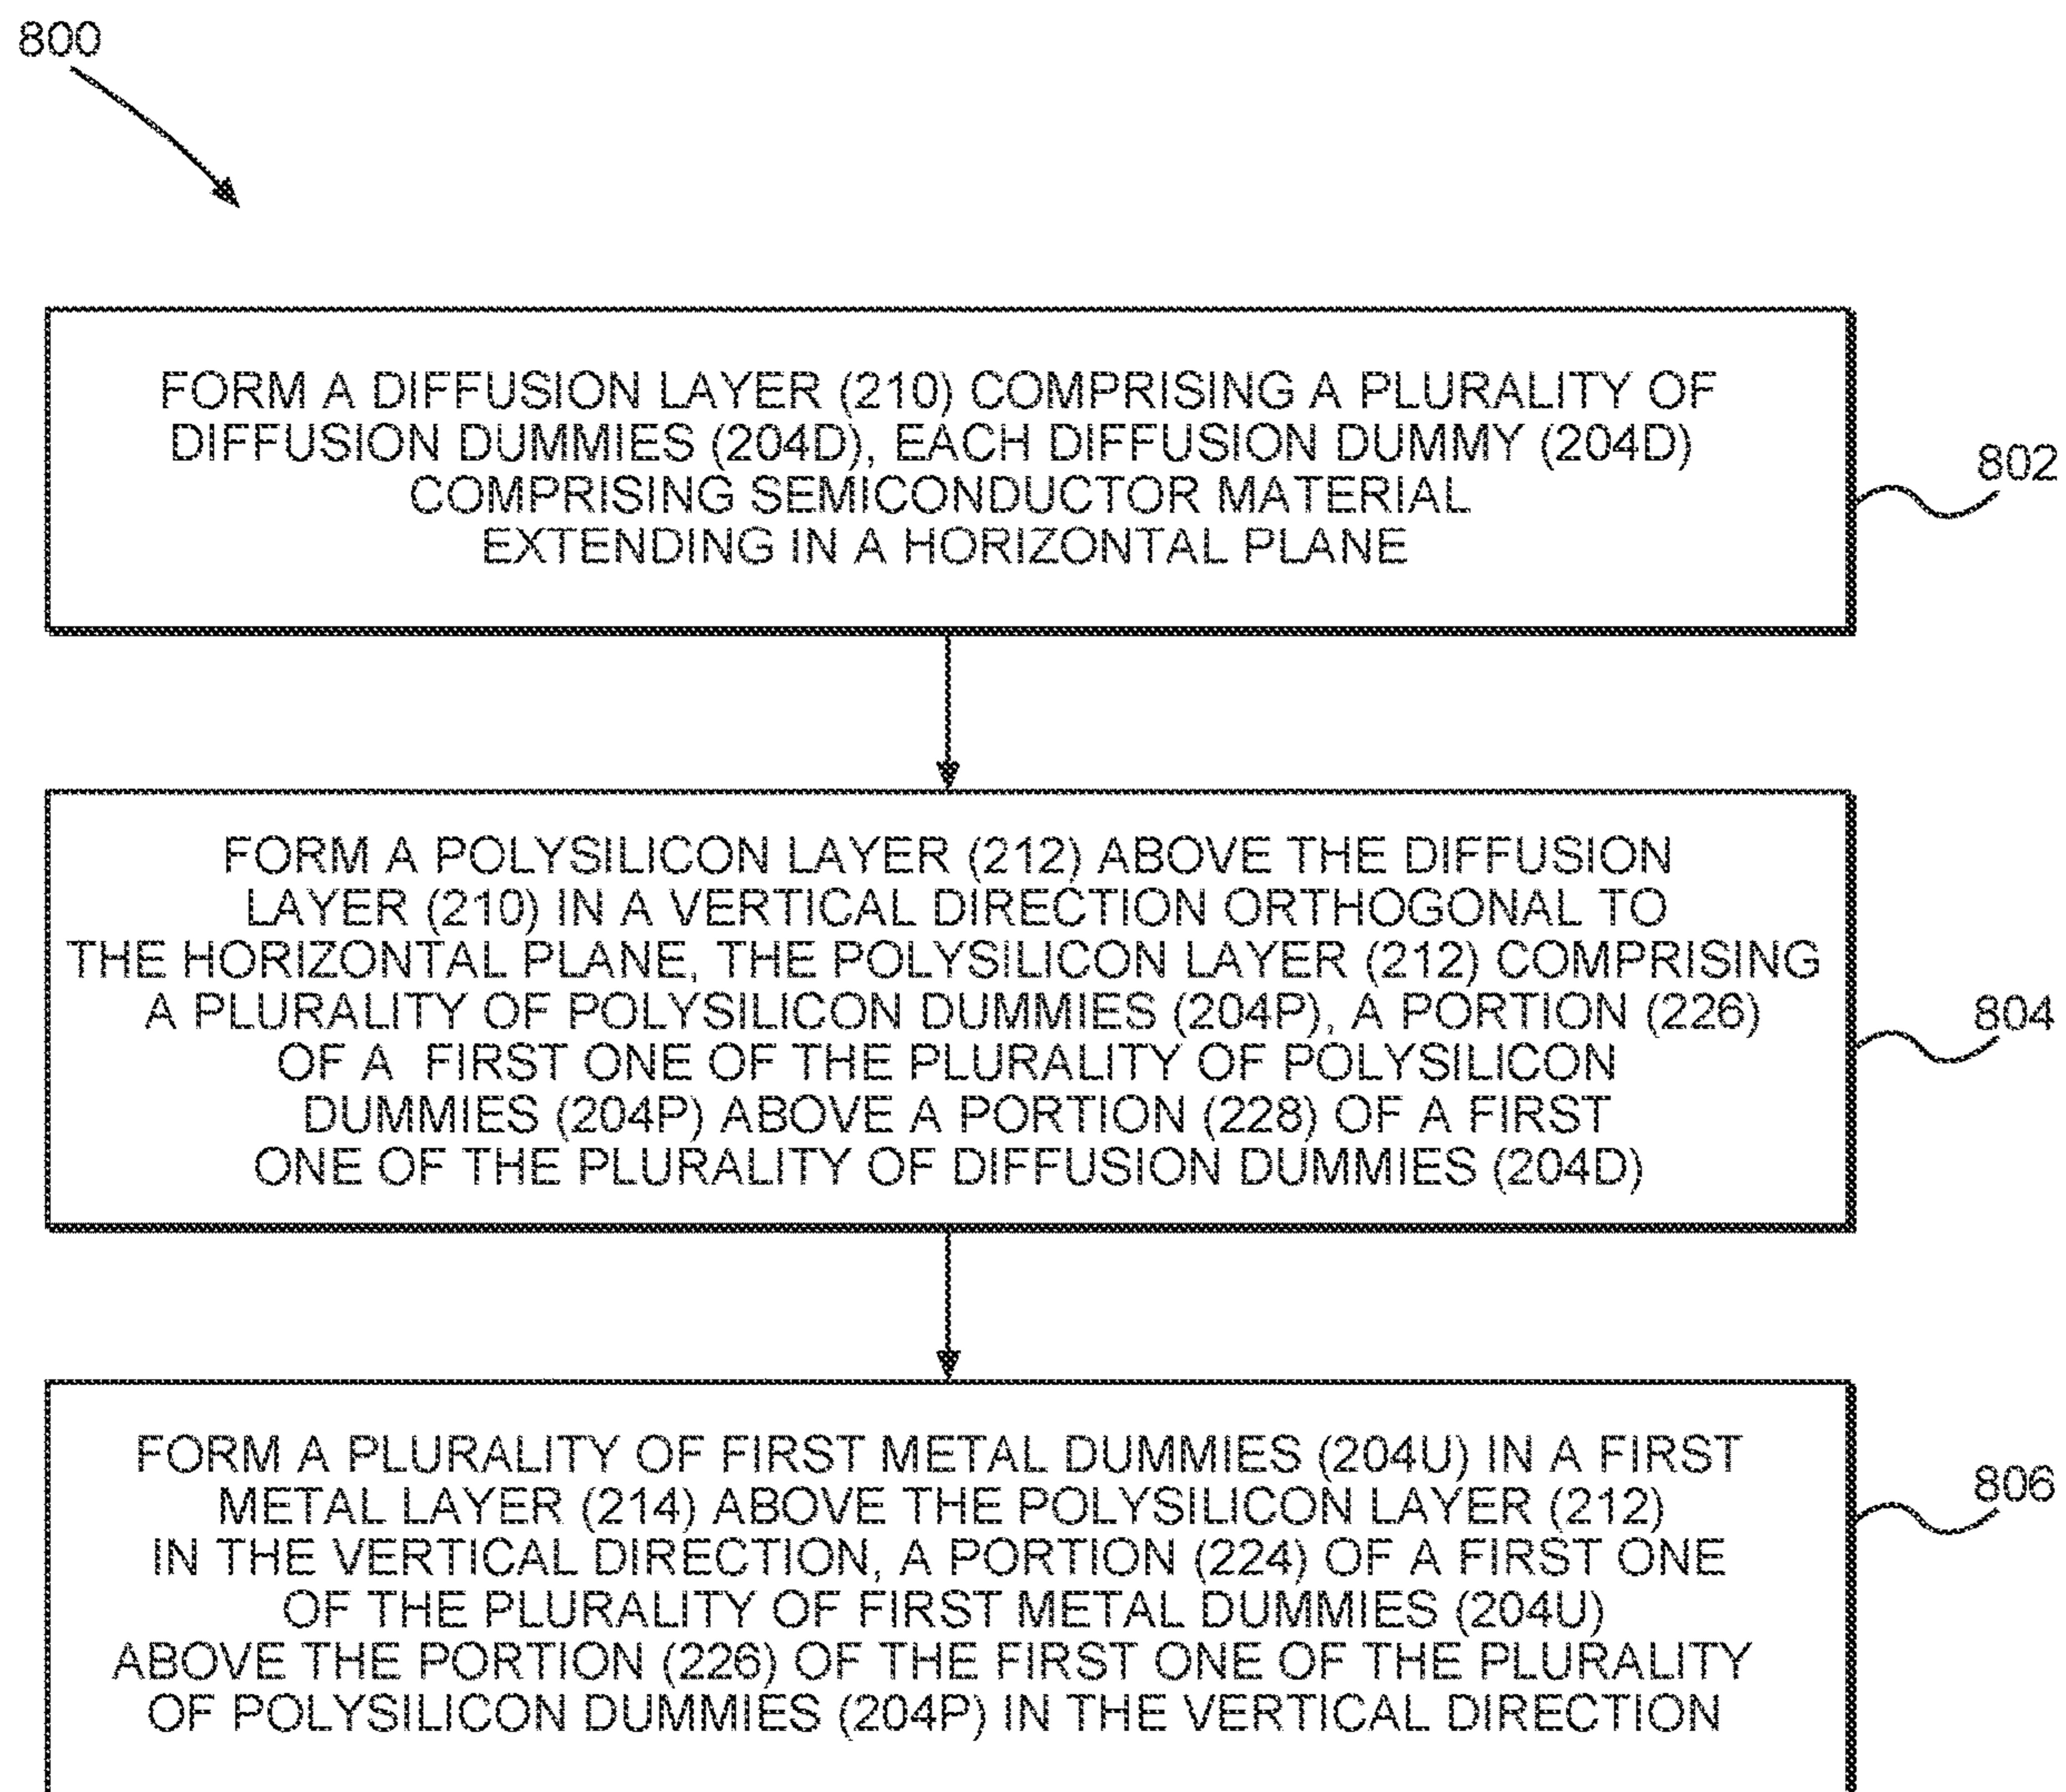 800
FORM A DIFFUSION LAYER (210) COMPRISING A PLURALITY OF
DIFFUSION DUMMIES (204D), EACH DIFFUSION DUMMY (204D)
COMPRISING SEMICONDUCTOR MATERIAL
EXTENDING IN A HORIZONTAL PLANE
802
FORM A POLYSILICON LAYER (212) ABOVE THE DIFFUSION
LAYER (210) IN A VERTICAL DIRECTION ORTHOGONAL TO
THE HORIZONTAL PLANE, THE POLYSILICON LAYER (212) COMPRISING
A PLURALITY OF POLYSILICON DUMMIES (204P), A PORTION (226)
OF A FIRST ONE OF THE PLURALITY OF POLYSILICON
DUMMIES (204P) ABOVE A PORTION (228) OF A FIRST
ONE OF THE PLURALITY OF DIFFUSION DUMMIES (204D)
804
FORM A PLURALITY OF FIRST METAL DUMMIES (204U) IN A FIRST
METAL LAYER (214) ABOVE THE POLYSILICON LAYER (212)
IN THE VERTICAL DIRECTION, A PORTION (224) OF A FIRST ONE
OF THE PLURALITY OF FIRST METAL DUMMIES (204U)
ABOVE THE PORTION (226) OF THE FIRST ONE OF THE PLURALITY
OF POLYSILICON DUMMIES (204P) IN THE VERTICAL DIRECTION
806